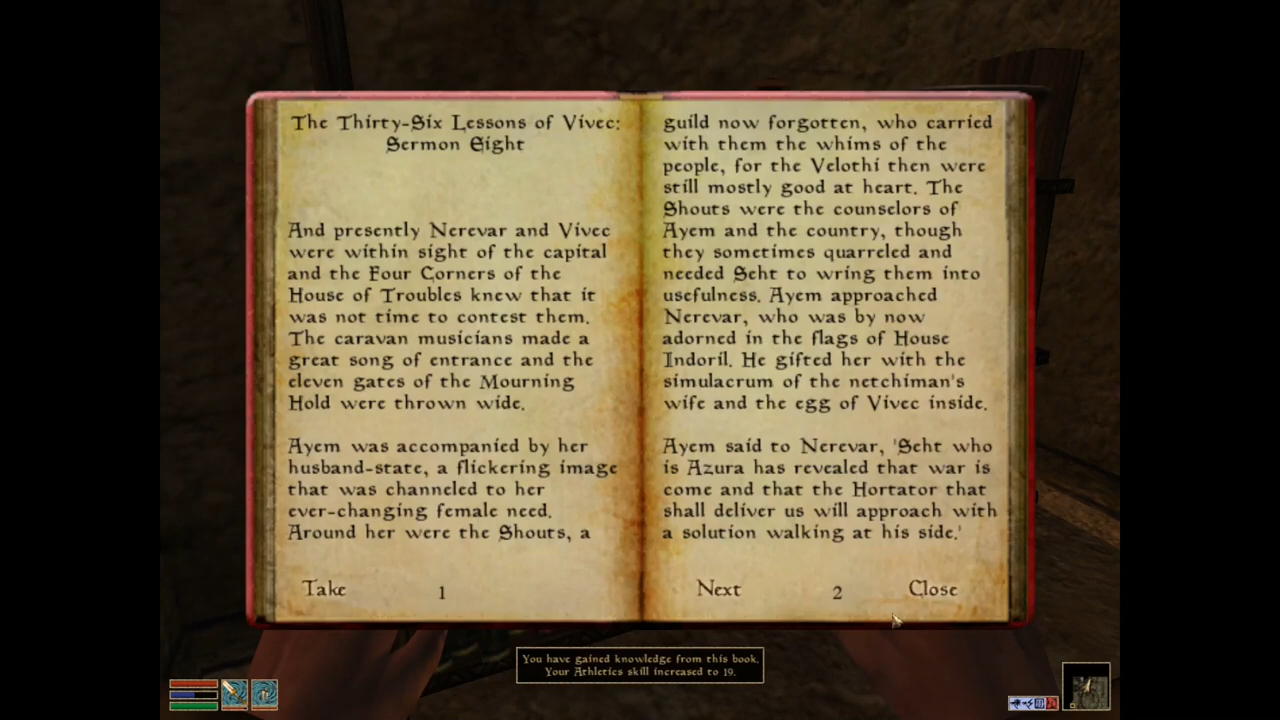 The Thirty-Six Lessons of Vivec:
Sermon Eight
And presently Nerevar and Vivec
were within sight of the capital
and the Four Corners of the
House of Troubles knew that it
was not time to contest them.
The caravan musicians made a
great song of entrance and the
eleven gates of the Mourning
Hold were thrown wide.
Ayem was accompanied by her
husband-state, a flickering image
that was channeled to her
ever-changing female need.
Around her were the Shouts, a
guild now forgotten, who carried
with them the whims of the
people, for the Velothi then were
still mostly good at heart. The
Shouts were the counselors of
Ayem and the country, though
they sometimes quarreled and
needed Seht to wring them into
usefulness. Ayem approached
Nerevar, who was by now
adorned in the flags of House
Indoril. He gifted her with the
simulacrum of the netchiman's
wife and the egg of Vivec inside.
Ayem said to Nerevar, 'Seht who
is Azura has revealed that war is
come and that the Hortator that
shall deliver us will approach with
a solution walking at his side.'
Take 1 Next 2 Close
You have gained knowledge from this book.
Your Athletics skill increased to 19.